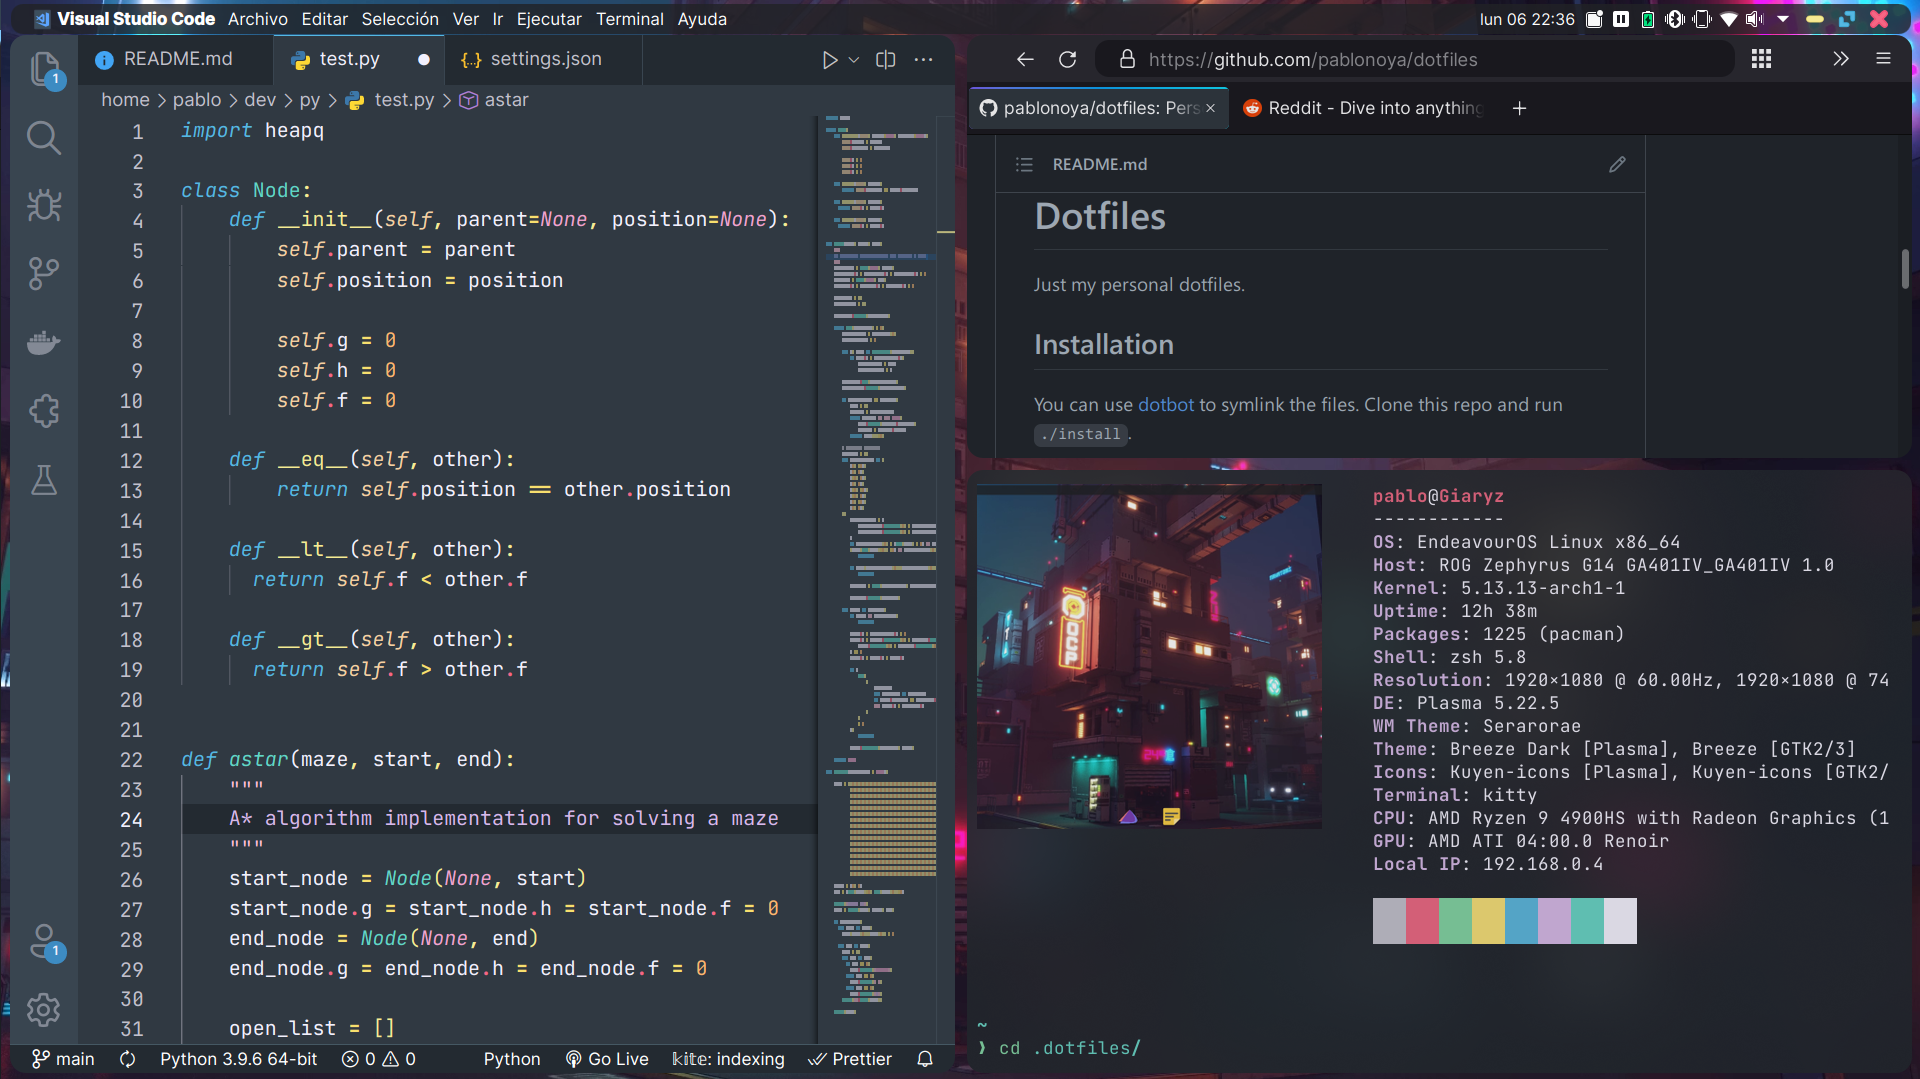 Visual Studio Code Archivo Editar Selección Ver Ir Ejecutar Terminal Ayuda
lun 06 22:36
1
README.md
test.py
{..} settings.json
home > pablo > dev > py > test.py > astar
1 import heapq
2
3 class Node:
4 def __init__(self, parent=None, position=None):
5 self.parent = parent
6 self.position = position
7
8 self.g = 0
9 self.h = 0
10 self.f = 0
11
12 def __eq__(self, other):
13 return self.position == other.position
14
15 def __lt__(self, other):
16 return self.f < other.f
17
18 def __gt__(self, other):
19 return self.f > other.f
20
21
22 def astar(maze, start, end):
23 """
24 A* algorithm implementation for solving a maze
25 """
26 start_node = Node(None, start)
27 start_node.g = start_node.h = start_node.f = 0
28 end_node = Node(None, end)
29 end_node.g = end_node.h = end_node.f = 0
30
31 open_list = []
1
main
Python 3.9.6 64-bit
0
0
Python
Go Live
kite: indexing
Prettier
https://github.com/pablonoya/dotfiles
pablonoya/dotfiles: Pers
Reddit - Dive into anything
README.md
Dotfiles
Just my personal dotfiles.
Installation
You can use dotbot to symlink the files. Clone this repo and run
./install.
OCP
pablo@Giaryz
------------
OS: EndeavourOS Linux x86_64
Host: ROG Zephyrus G14 GA401IV_GA401IV 1.0
Kernel: 5.13.13-arch1-1
Uptime: 12h 38m
Packages: 1225 (pacman)
Shell: zsh 5.8
Resolution: 1920×1080 @ 60.00Hz, 1920×1080 @ 74
DE: Plasma 5.22.5
WM Theme: Serarorae
Theme: Breeze Dark [Plasma], Breeze [GTK2/3]
Icons: Kuyen-icons [Plasma], Kuyen-icons [GTK2/
Terminal: kitty
CPU: AMD Ryzen 9 4900HS with Radeon Graphics (1
GPU: AMD ATI 04:00.0 Renoir
Local IP: 192.168.0.4
~
❯ cd .dotfiles/